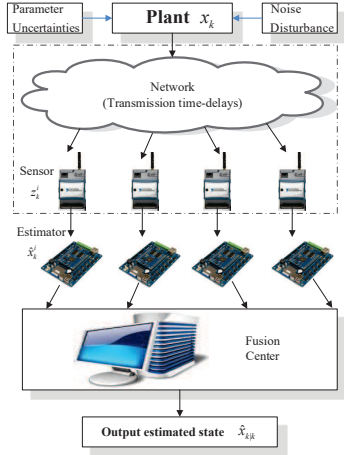 Parameter
Uncertainties
Plant x_k
Noise
Disturbance
Network
(Transmission time-delays)
Sensor
z_k^i
Estimator
x̂_k^i
Fusion
Center
Output estimated state x̂_{k|k}